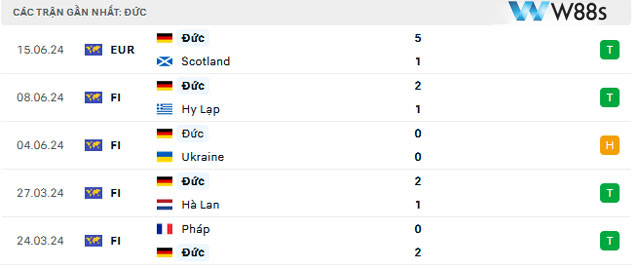 CÁC TRẬN GẦN NHẤT: ĐỨC
W88s
15.06.24 EUR Đức 5 T
Scotland 1
08.06.24 FI Đức 2 T
Hy Lạp 1
04.06.24 FI Đức 0 H
Ukraine 0
27.03.24 FI Đức 2 T
Hà Lan 1
24.03.24 FI Pháp 0 T
Đức 2